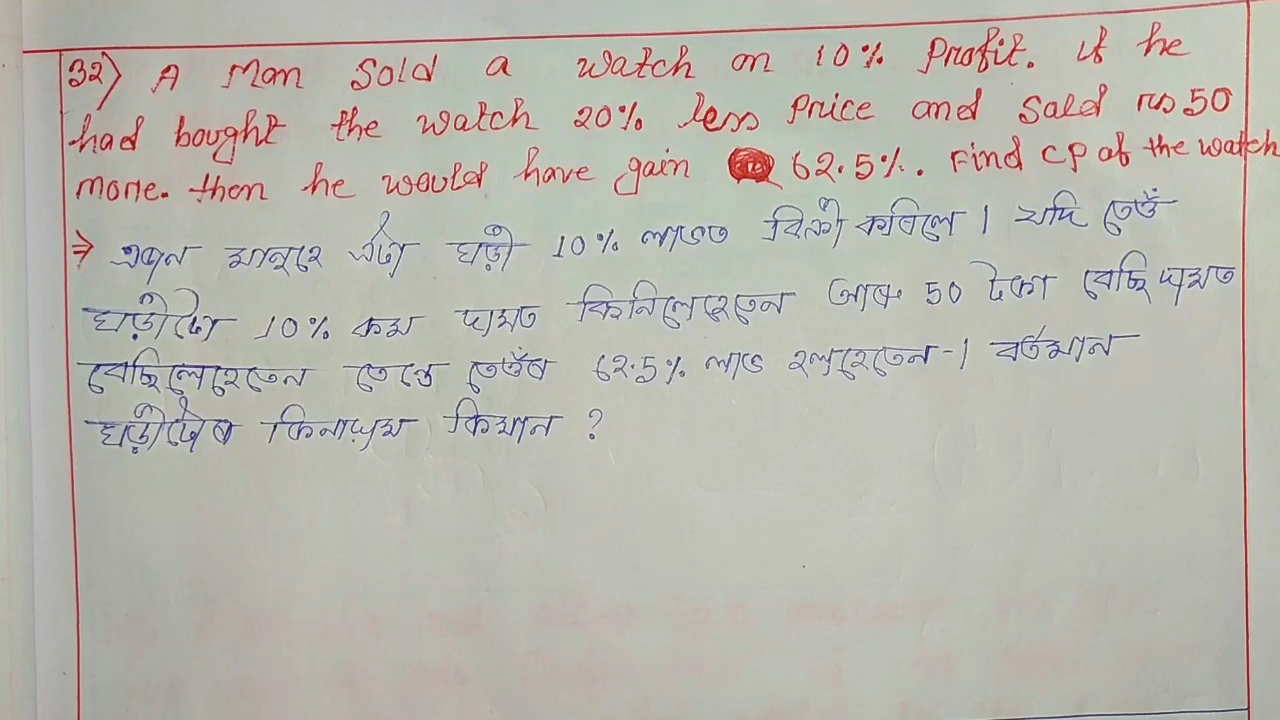 32) A Man Sold a watch on 10% Profit. if he
had bought the watch 20% less Price and Sald rs 50
more. then he would have gain 62.5%. Find CP of the watch
⇒ এজন মানুহে এটা ঘড়ী 10% লাভত বিক্ৰী কৰিলে। যদি তেওঁ
ঘড়ীটো 10% কম দামত কিনিলেহেতেন আৰু 50 টকা বেছি দামত
বেছিলেহেতেন তেন্তে তেওঁৰ 62.5% লাভ হলহেতেন-। বৰ্তমান
ঘড়ীটোৰ কিনাদাম কিমান ?